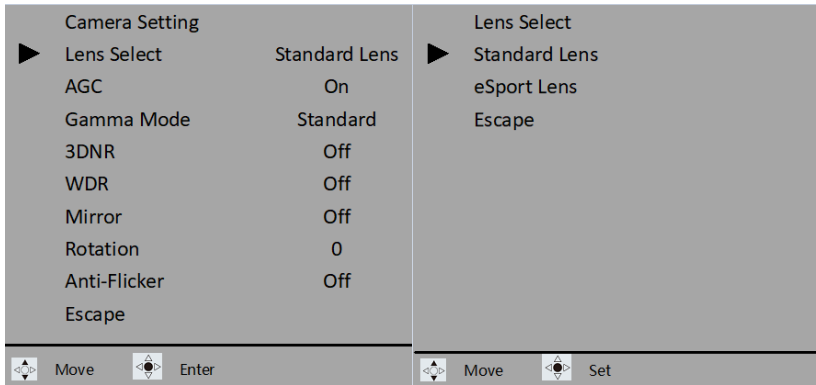 Camera Setting
Lens Select Standard Lens
AGC On
Gamma Mode Standard
3DNR Off
WDR Off
Mirror Off
Rotation 0
Anti-Flicker Off
Escape
Move Enter
Lens Select
Standard Lens
eSport Lens
Escape
Move Set